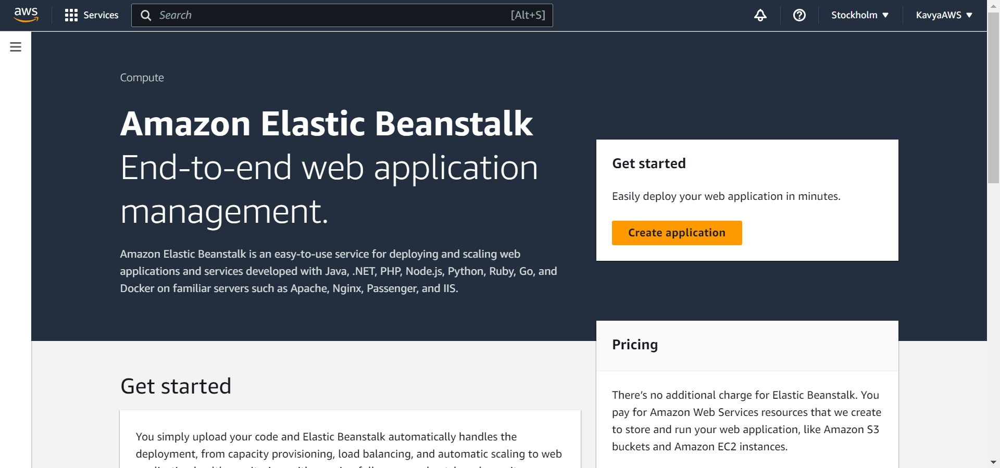 aws
Services
Search
[Alt+S]
Stockholm ▼
KavyaAWS ▼
Compute
Amazon Elastic Beanstalk
End-to-end web application
management.
Amazon Elastic Beanstalk is an easy-to-use service for deploying and scaling web
applications and services developed with Java, .NET, PHP, Node.js, Python, Ruby, Go, and
Docker on familiar servers such as Apache, Nginx, Passenger, and IIS.
Get started
Easily deploy your web application in minutes.
Create application
Pricing
There’s no additional charge for Elastic Beanstalk. You
pay for Amazon Web Services resources that we create
to store and run your web application, like Amazon S3
buckets and Amazon EC2 instances.
Get started
You simply upload your code and Elastic Beanstalk automatically handles the
deployment, from capacity provisioning, load balancing, and automatic scaling to web